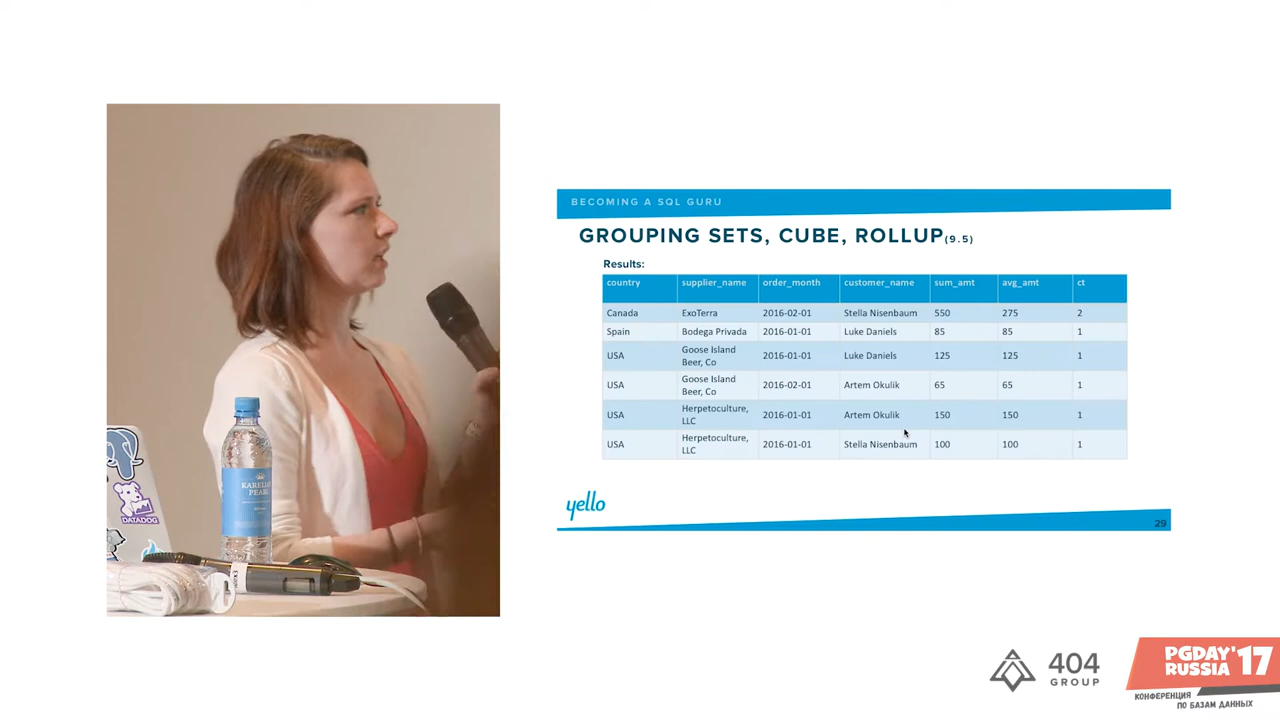 BECOMING A SQL GURU
GROUPING SETS, CUBE, ROLLUP(9.5)
Results:
country supplier_name order_month customer_name sum_amt avg_amt ct
Canada ExoTerra 2016-02-01 Stella Nisenbaum 550 275 2
Spain Bodega Privada 2016-01-01 Luke Daniels 85 85 1
USA Goose Island Beer, Co 2016-01-01 Luke Daniels 125 125 1
USA Goose Island Beer, Co 2016-02-01 Artem Okulik 65 65 1
USA Herpetoculture, LLC 2016-01-01 Artem Okulik 150 150 1
USA Herpetoculture, LLC 2016-01-01 Stella Nisenbaum 100 100 1
yello
29
DATADOG
404
GROUP
PGDAY'17
RUSSIA
КОНФЕРЕНЦИЯ
ПО БАЗАМ ДАННЫХ